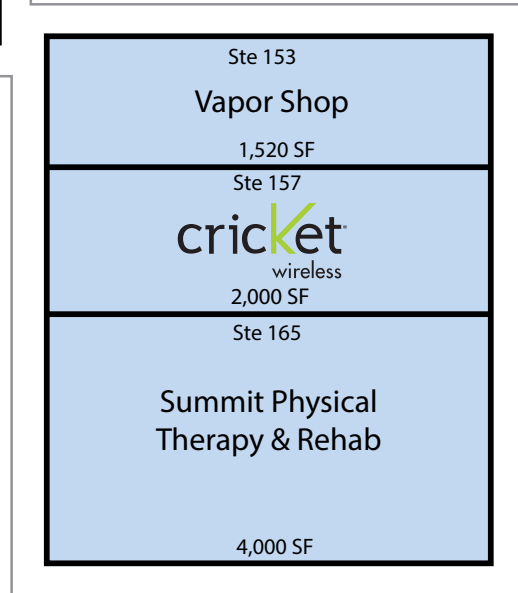 Ste 153
Vapor Shop
1,520 SF
Ste 157
cricket
wireless
2,000 SF
Ste 165
Summit Physical
Therapy & Rehab
4,000 SF